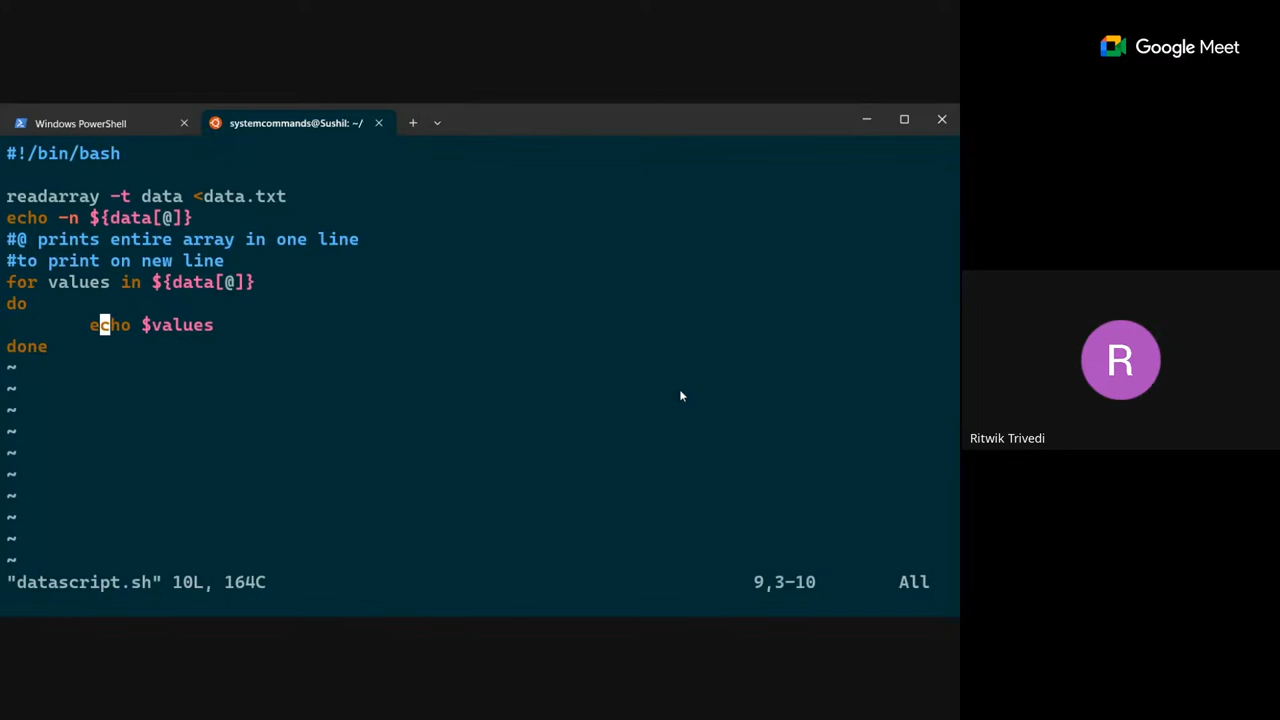 Google Meet
Windows PowerShell
systemcommands@Sushil: ~/
#!/bin/bash
readarray -t data <data.txt
echo -n ${data[@]}
#@ prints entire array in one line
#to print on new line
for values in ${data[@]}
do
echo $values
done
~
~
~
~
~
~
~
~
~
~
"datascript.sh" 10L, 164C 9,3-10 All
R
Ritwik Trivedi